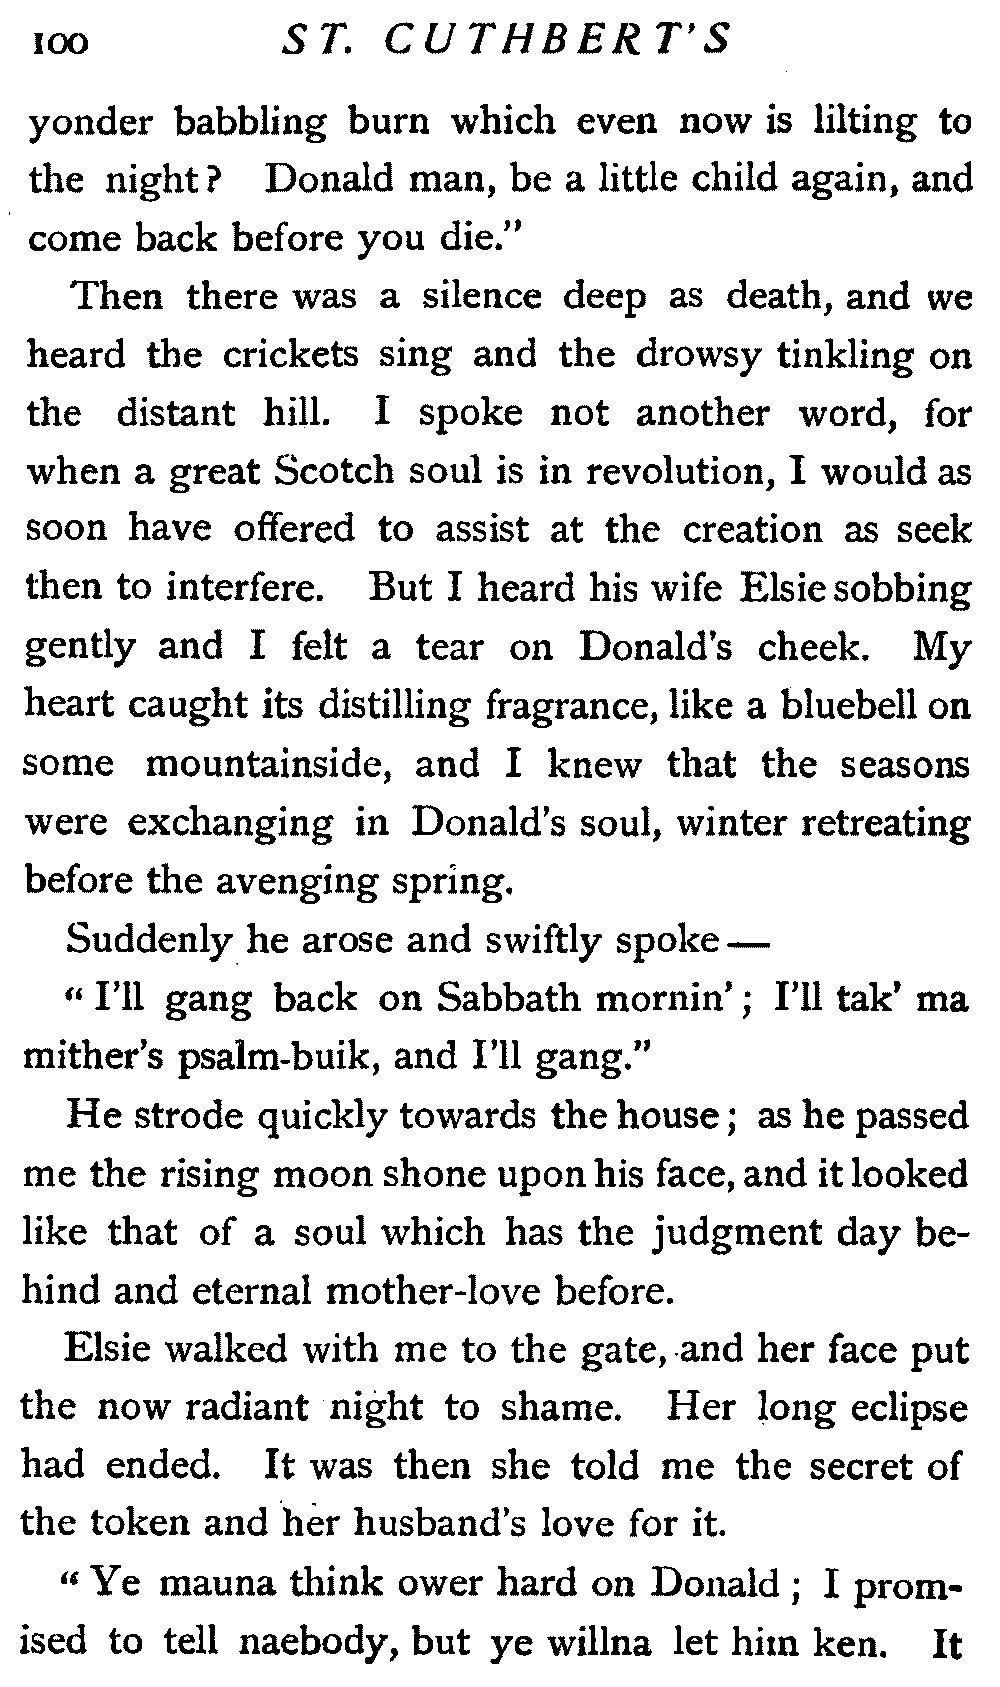 100 ST. CUTHBERT'S
yonder babbling burn which even now is lilting to
the night? Donald man, be a little child again, and
come back before you die."
Then there was a silence deep as death, and we
heard the crickets sing and the drowsy tinkling on
the distant hill. I spoke not another word, for
when a great Scotch soul is in revolution, I would as
soon have offered to assist at the creation as seek
then to interfere. But I heard his wife Elsie sobbing
gently and I felt a tear on Donald's cheek. My
heart caught its distilling fragrance, like a bluebell on
some mountainside, and I knew that the seasons
were exchanging in Donald's soul, winter retreating
before the avenging spring.
Suddenly he arose and swiftly spoke—
"I'll gang back on Sabbath mornin'; I'll tak' ma
mither's psalm-buik, and I'll gang."
He strode quickly towards the house; as he passed
me the rising moon shone upon his face, and it looked
like that of a soul which has the judgment day be-
hind and eternal mother-love before.
Elsie walked with me to the gate, and her face put
the now radiant night to shame. Her long eclipse
had ended. It was then she told me the secret of
the token and her husband's love for it.
"Ye mauna think ower hard on Donald; I prom-
ised to tell naebody, but ye willna let him ken. It